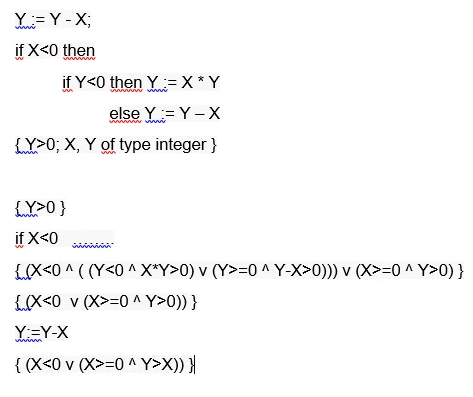 Y := Y - X;
if X<0 then
if Y<0 then Y := X * Y
else Y := Y – X
{ Y>0; X, Y of type integer }
{ Y>0 }
if X<0 ........
{ (X<0 ^ ( (Y<0 ^ X*Y>0) v (Y>=0 ^ Y-X>0))) v (X>=0 ^ Y>0) }
{ (X<0 v (X>=0 ^ Y>0)) }
Y:=Y-X
{ (X<0 v (X>=0 ^ Y>X)) }